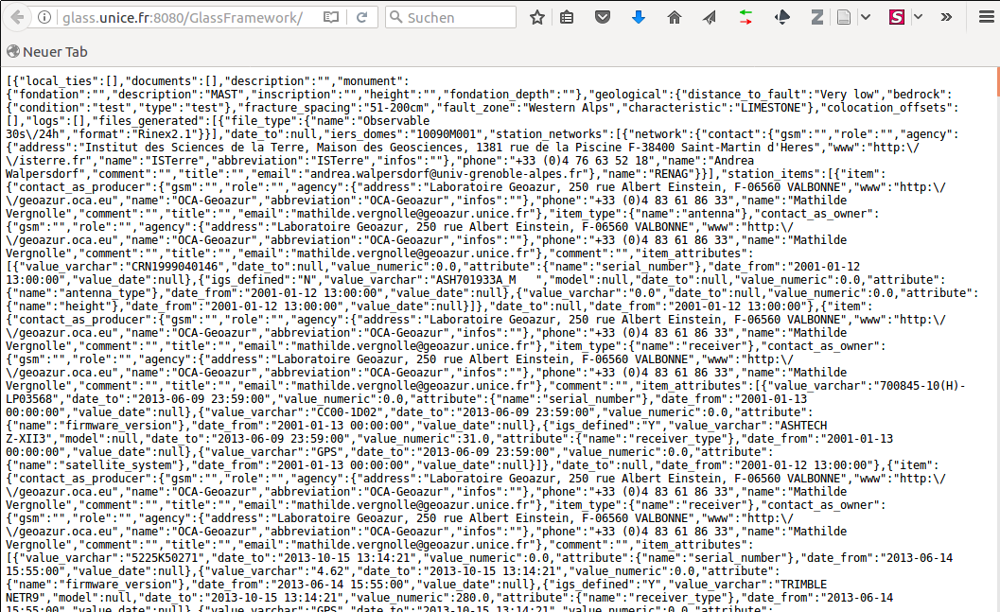 glass.unice.fr:8080/GlassFramework/
Suchen
Neuer Tab
[{"local_ties":[],"documents":[],"description":"","monument":
{"fondation":"","description":"MAST","inscription":"","height":"","fondation_depth":""},"geological":{"distance_to_fault":"Very low","bedrock":
{"condition":"test","type":"test"},"fracture_spacing":"51-200cm","fault_zone":"Western Alps","characteristic":"LIMESTONE"},"colocation_offsets":
[],"logs":[],"files_generated":[{"file_type":{"name":"Observable
30s\/24h","format":"Rinex2.1"}}],"date_to":null,"iers_domes":"10090M001","station_networks":[{"network":{"contact":{"gsm":"","role":"","agency":
{"address":"Institut des Sciences de la Terre, Maison des Geosciences, 1381 rue de la Piscine F-38400 Saint-Martin d'Heres","www":"http:\/
\/isterre.fr","name":"ISTerre","abbreviation":"ISTerre","infos":""},"phone":"+33 (0)4 76 63 52 18","name":"Andrea
Walpersdorf","comment":"","title":"","email":"andrea.walpersdorf@univ-grenoble-alpes.fr"},"name":"RENAG"}}],"station_items":[{"item":
{"contact_as_producer":{"gsm":"","role":"","agency":{"address":"Laboratoire Geoazur, 250 rue Albert Einstein, F-06560 VALBONNE","www":"http:\/
\/geoazur.oca.eu","name":"OCA-Geoazur","abbreviation":"OCA-Geoazur","infos":""},"phone":"+33 (0)4 83 61 86 33","name":"Mathilde
Vergnolle","comment":"","title":"","email":"mathilde.vergnolle@geoazur.unice.fr"},"item_type":{"name":"antenna"},"contact_as_owner":
{"gsm":"","role":"","agency":{"address":"Laboratoire Geoazur, 250 rue Albert Einstein, F-06560 VALBONNE","www":"http:\/
\/geoazur.oca.eu","name":"OCA-Geoazur","abbreviation":"OCA-Geoazur","infos":""},"phone":"+33 (0)4 83 61 86 33","name":"Mathilde
Vergnolle","comment":"","title":"","email":"mathilde.vergnolle@geoazur.unice.fr"},"comment":"","item_attributes":
[{"value_varchar":"CRN1999040146","date_to":null,"value_numeric":0.0,"attribute":{"name":"serial_number"},"date_from":"2001-01-12
13:00:00","value_date":null},{"igs_defined":"N","value_varchar":"ASH701933A_M   ","model":null,"date_to":null,"value_numeric":0.0,"attribute":
{"name":"antenna_type"},"date_from":"2001-01-12 13:00:00","value_date":null},{"value_varchar":"0.0","date_to":null,"value_numeric":0.0,"attribute":
{"name":"height"},"date_from":"2001-01-12 13:00:00","value_date":null}]},"date_to":null,"date_from":"2001-01-12 13:00:00"},{"item":
{"contact_as_producer":{"gsm":"","role":"","agency":{"address":"Laboratoire Geoazur, 250 rue Albert Einstein, F-06560 VALBONNE","www":"http:\/
\/geoazur.oca.eu","name":"OCA-Geoazur","abbreviation":"OCA-Geoazur","infos":""},"phone":"+33 (0)4 83 61 86 33","name":"Mathilde
Vergnolle","comment":"","title":"","email":"mathilde.vergnolle@geoazur.unice.fr"},"item_type":{"name":"receiver"},"contact_as_owner":
{"gsm":"","role":"","agency":{"address":"Laboratoire Geoazur, 250 rue Albert Einstein, F-06560 VALBONNE","www":"http:\/
\/geoazur.oca.eu","name":"OCA-Geoazur","abbreviation":"OCA-Geoazur","infos":""},"phone":"+33 (0)4 83 61 86 33","name":"Mathilde
Vergnolle","comment":"","title":"","email":"mathilde.vergnolle@geoazur.unice.fr"},"comment":"","item_attributes":[{"value_varchar":"700845-10(H)-
LP03568","date_to":"2013-06-09 23:59:00","value_numeric":0.0,"attribute":{"name":"serial_number"},"date_from":"2001-01-13
00:00:00","value_date":null},{"value_varchar":"CC00-1D02","date_to":"2013-06-09 23:59:00","value_numeric":0.0,"attribute":
{"name":"firmware_version"},"date_from":"2001-01-13 00:00:00","value_date":null},{"igs_defined":"Y","value_varchar":"ASHTECH
Z-XII3","model":null,"date_to":"2013-06-09 23:59:00","value_numeric":31.0,"attribute":{"name":"receiver_type"},"date_from":"2001-01-13
00:00:00","value_date":null},{"value_varchar":"GPS","date_to":"2013-06-09 23:59:00","value_numeric":0.0,"attribute":
{"name":"satellite_system"},"date_from":"2001-01-13 00:00:00","value_date":null}]},"date_to":null,"date_from":"2001-01-12 13:00:00"},{"item":
{"contact_as_producer":{"gsm":"","role":"","agency":{"address":"Laboratoire Geoazur, 250 rue Albert Einstein, F-06560 VALBONNE","www":"http:\/
\/geoazur.oca.eu","name":"OCA-Geoazur","abbreviation":"OCA-Geoazur","infos":""},"phone":"+33 (0)4 83 61 86 33","name":"Mathilde
Vergnolle","comment":"","title":"","email":"mathilde.vergnolle@geoazur.unice.fr"},"item_type":{"name":"receiver"},"contact_as_owner":
{"gsm":"","role":"","agency":{"address":"Laboratoire Geoazur, 250 rue Albert Einstein, F-06560 VALBONNE","www":"http:\/
\/geoazur.oca.eu","name":"OCA-Geoazur","abbreviation":"OCA-Geoazur","infos":""},"phone":"+33 (0)4 83 61 86 33","name":"Mathilde
Vergnolle","comment":"","title":"","email":"mathilde.vergnolle@geoazur.unice.fr"},"comment":"","item_attributes":
[{"value_varchar":"5225K50271","date_to":"2013-10-15 13:14:21","value_numeric":0.0,"attribute":{"name":"serial_number"},"date_from":"2013-06-14
15:55:00","value_date":null},{"value_varchar":"4.62","date_to":"2013-10-15 13:14:21","value_numeric":0.0,"attribute":
{"name":"firmware_version"},"date_from":"2013-06-14 15:55:00","value_date":null},{"igs_defined":"Y","value_varchar":"TRIMBLE
NETR9","model":null,"date_to":"2013-10-15 13:14:21","value_numeric":280.0,"attribute":{"name":"receiver_type"},"date_from":"2013-06-14
15:55:00","value_date":null},{"value_varchar":"GPS","date_to":"2013-10-15 13:14:21","value_numeric":0.0,"attribute":